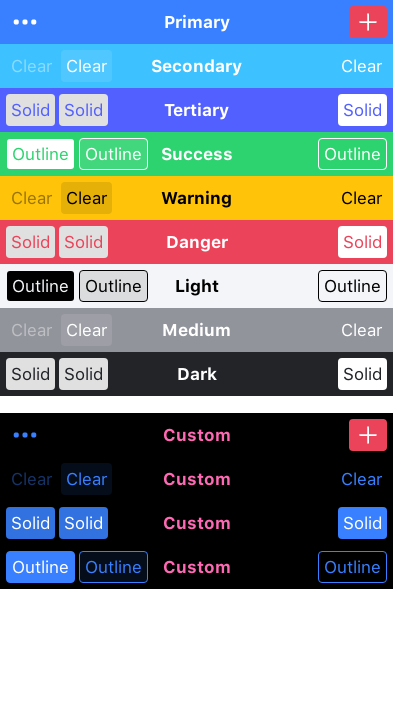 Primary
Clear Clear Secondary Clear
Solid Solid Tertiary Solid
Outline Outline Success Outline
Clear Clear Warning Clear
Solid Solid Danger Solid
Outline Outline Light Outline
Clear Clear Medium Clear
Solid Solid Dark Solid
Custom
Clear Clear Custom Clear
Solid Solid Custom Solid
Outline Outline Custom Outline